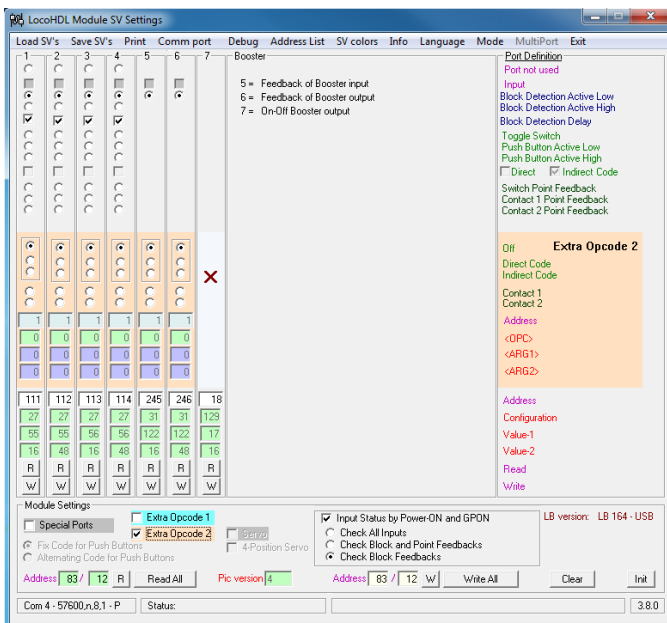 LocoHDL Module SV Settings
Load SV's Save SV's Print Comm port Debug Address List SV colors Info Language Mode MultiPort Exit
1 2 3 4 5 6 7 Booster Port Definition
Port not used
5 = Feedback of Booster input
6 = Feedback of Booster output
7 = On-Off Booster output
Input
Block Detection Active Low
Block Detection Active High
Block Detection Delay
Toggle Switch
Push Button Active Low
Push Button Active High
Direct Indirect Code
Switch Point Feedback
Contact 1 Point Feedback
Contact 2 Point Feedback
Off Extra Opcode 2
Direct Code
Indirect Code
Contact 1
Contact 2
1 1 1 1 1 1 Address
0 0 0 0 0 0 <OPC>
0 0 0 0 0 0 <ARG1>
0 0 0 0 0 0 <ARG2>
111 112 113 114 245 246 18 Address
27 27 27 27 31 31 129 Configuration
55 55 56 56 122 122 17 Value-1
16 48 16 48 16 48 16 Value-2
R R R R R R R Read
W W W W W W W Write
Module Settings
Special Ports
Extra Opcode 1
Extra Opcode 2
Fix Code for Push Buttons
Alternating Code for Push Buttons
Servo
4-Position Servo
Input Status by Power-ON and GPON
Check All Inputs
Check Block and Point Feedbacks
Check Block Feedbacks
LB version: LB 164 - USB
Address 83 / 12 R Read All Pic version 4 Address 83 / 12 W Write All Clear Init
Com 4 - 57600,n,8,1 - P Status: 3.8.0